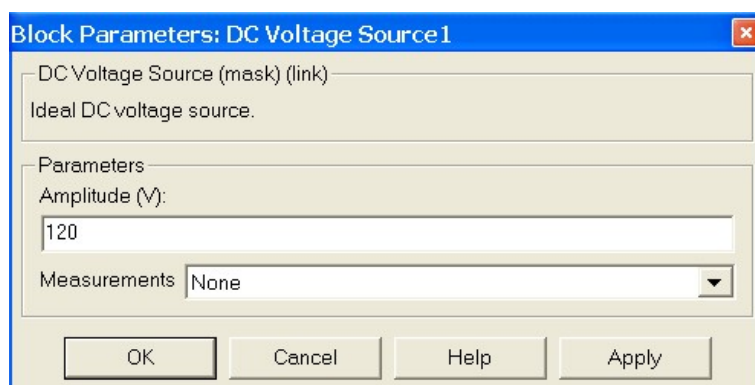 Block Parameters: DC Voltage Source1
DC Voltage Source (mask) (link)
Ideal DC voltage source.
Parameters
Amplitude (V):
120
Measurements None
OK Cancel Help Apply